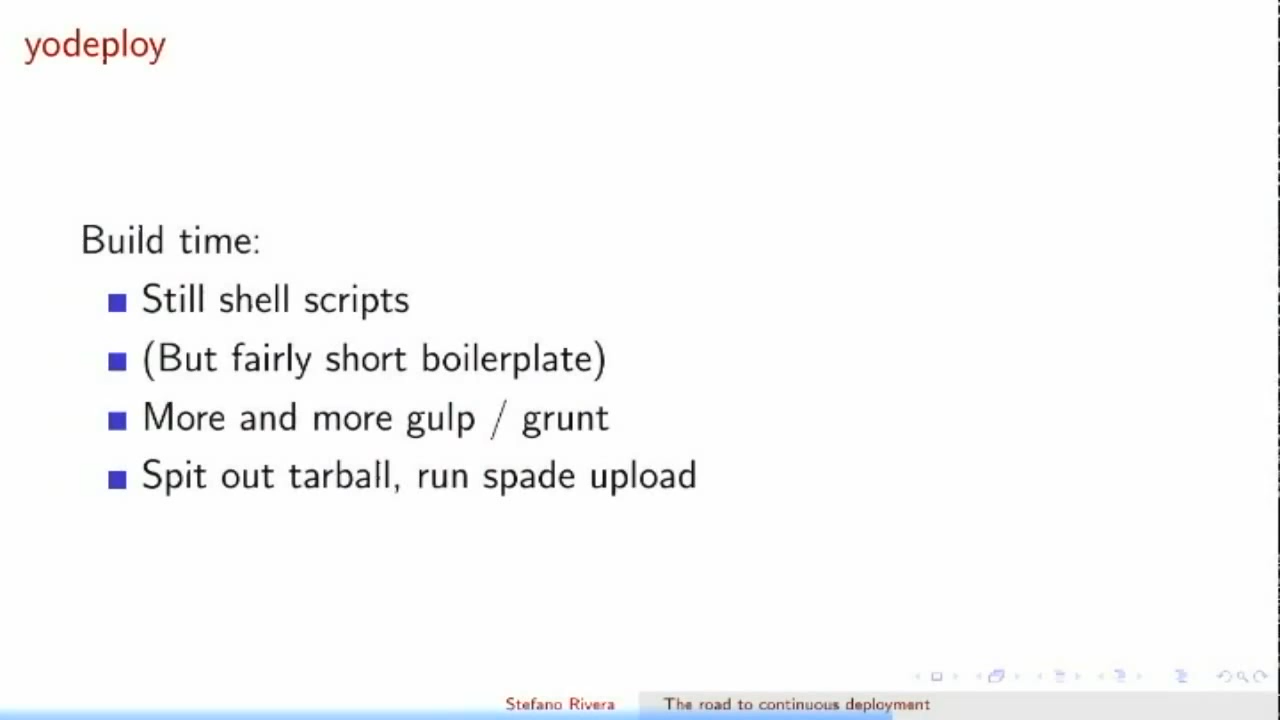 yodeploy
Build time:
Still shell scripts
(But fairly short boilerplate)
More and more gulp / grunt
Spit out tarball, run spade upload
Stefano Rivera
The road to continuous deployment